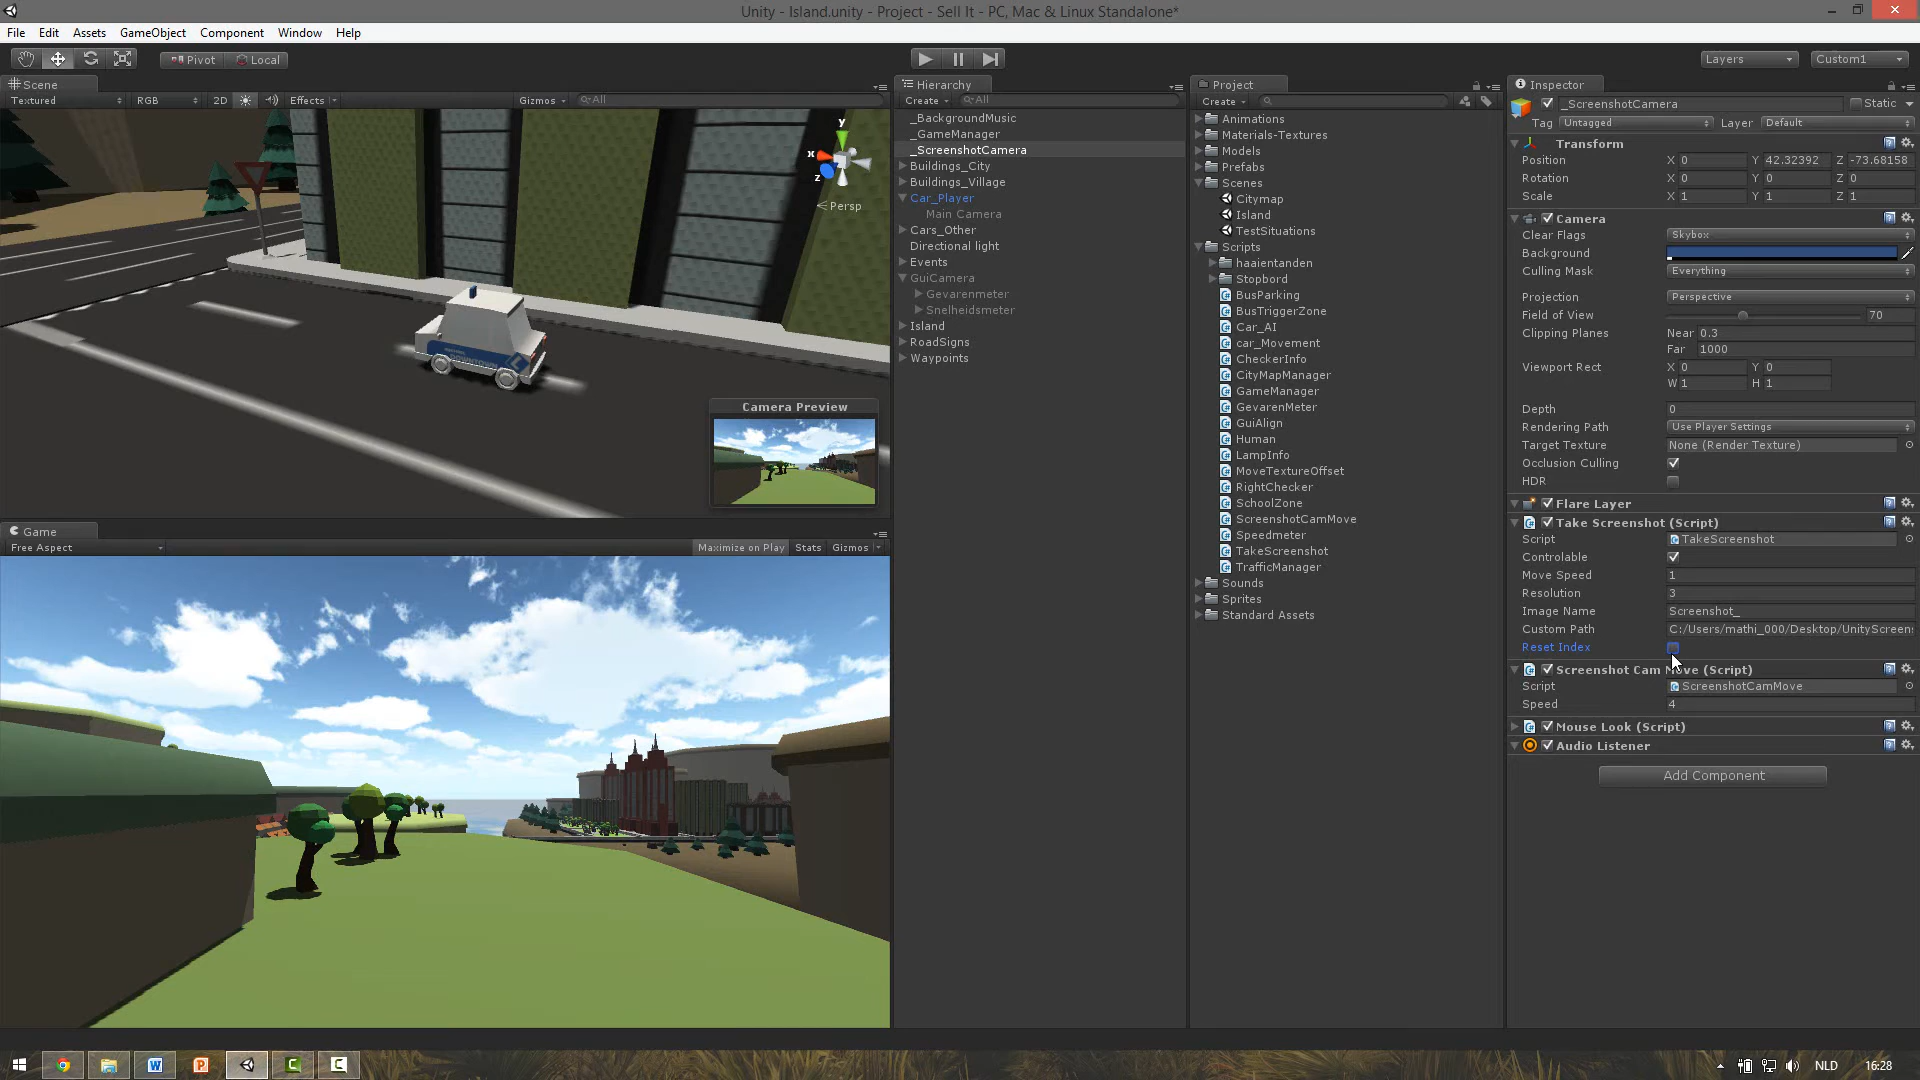 Unity - Island.unity - Project - Sell It - PC, Mac & Linux Standalone*
File Edit Assets GameObject Component Window Help
Pivot Local Layers Custom1
Scene
Textured RGB 2D Effects Gizmos All
y
x
z
Persp
DOWNTOWN
Camera Preview
Game
Free Aspect Maximize on Play Stats Gizmos
Hierarchy
Create All
_BackgroundMusic
_GameManager
_ScreenshotCamera
Buildings_City
Buildings_Village
Car_Player
Main Camera
Cars_Other
Directional light
Events
GuiCamera
Gevarenmeter
Snelheidsmeter
Island
RoadSigns
Waypoints
Project
Create
Animations
Materials-Textures
Models
Prefabs
Scenes
Citymap
Island
TestSituations
Scripts
haaientanden
Stopbord
BusParking
BusTriggerZone
Car_AI
car_Movement
CheckerInfo
CityMapManager
GameManager
GevarenMeter
GuiAlign
Human
LampInfo
MoveTextureOffset
RightChecker
SchoolZone
ScreenshotCamMove
Speedmeter
TakeScreenshot
TrafficManager
Sounds
Sprites
Standard Assets
Inspector
_ScreenshotCamera Static
Tag Untagged Layer Default
Transform
Position X 0 Y 42.32392 Z -73.68158
Rotation X 0 Y 0 Z 0
Scale X 1 Y 1 Z 1
Camera
Clear Flags Skybox
Background
Culling Mask Everything
Projection Perspective
Field of View 70
Clipping Planes Near 0.3
Far 1000
Viewport Rect X 0 Y 0
W 1 H 1
Depth 0
Rendering Path Use Player Settings
Target Texture None (Render Texture)
Occlusion Culling
HDR
Flare Layer
Take Screenshot (Script)
Script TakeScreenshot
Controlable
Move Speed 1
Resolution 3
Image Name Screenshot_
Custom Path C:/Users/mathi_000/Desktop/UnityScreens
Reset Index
Screenshot Cam Move (Script)
Script ScreenshotCamMove
Speed 4
Mouse Look (Script)
Audio Listener
Add Component
NLD 16:28